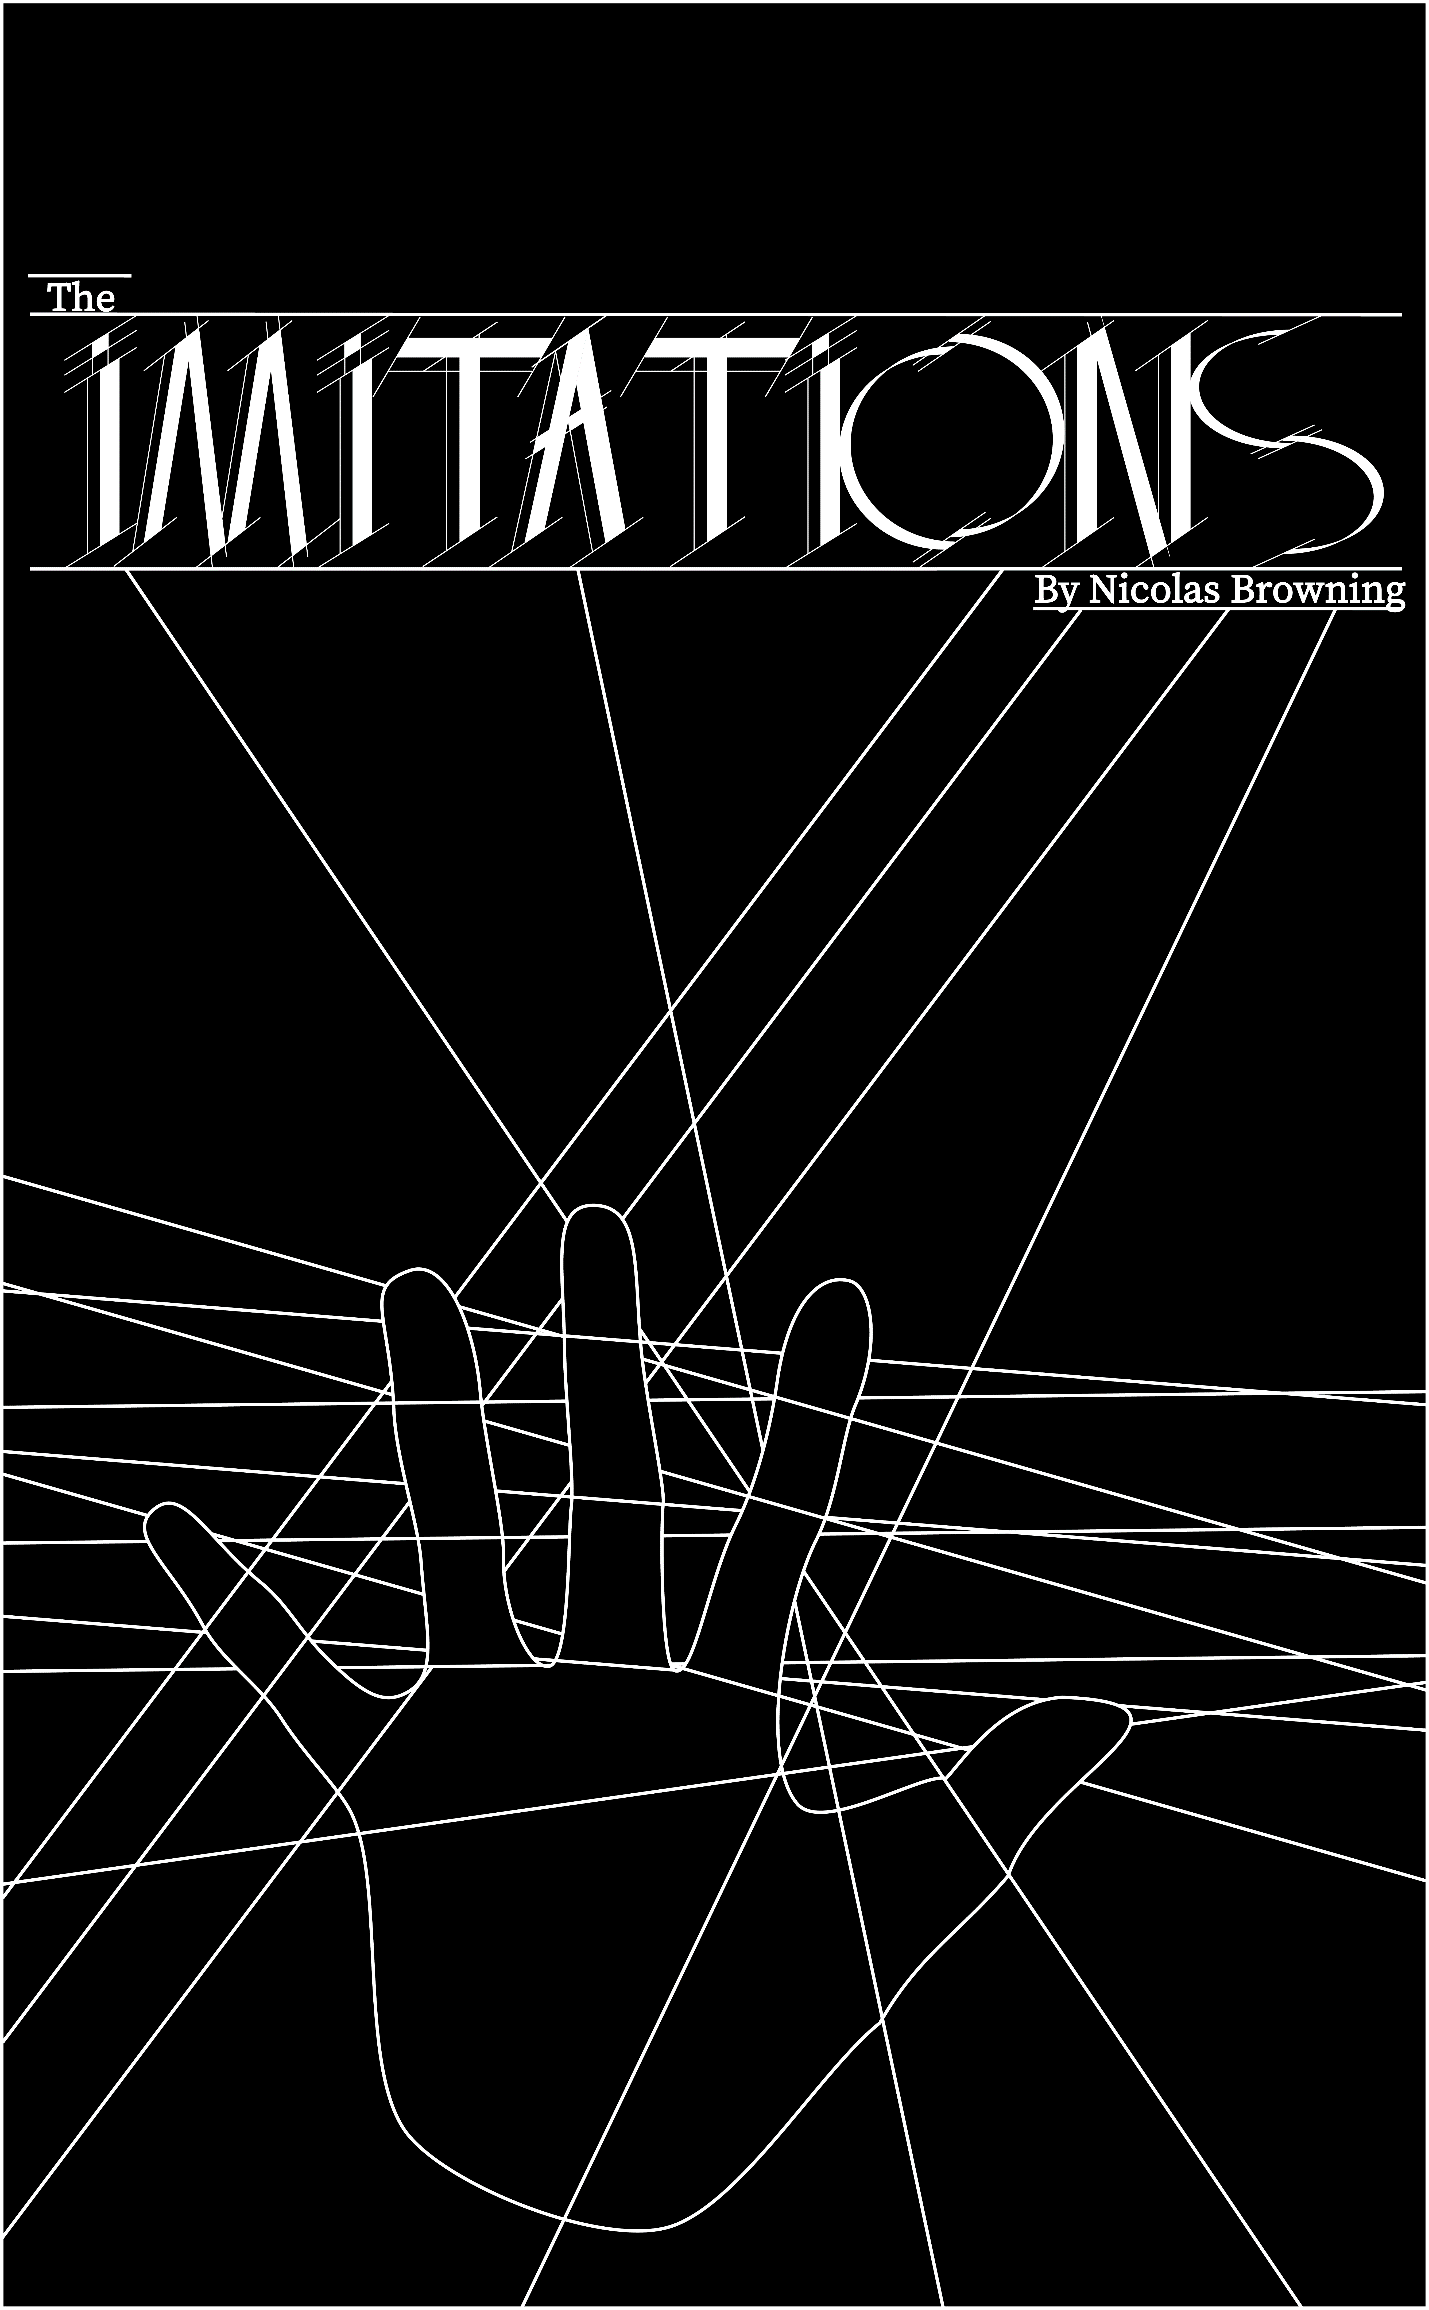 The
IMITATIONS
By Nicolas Browning